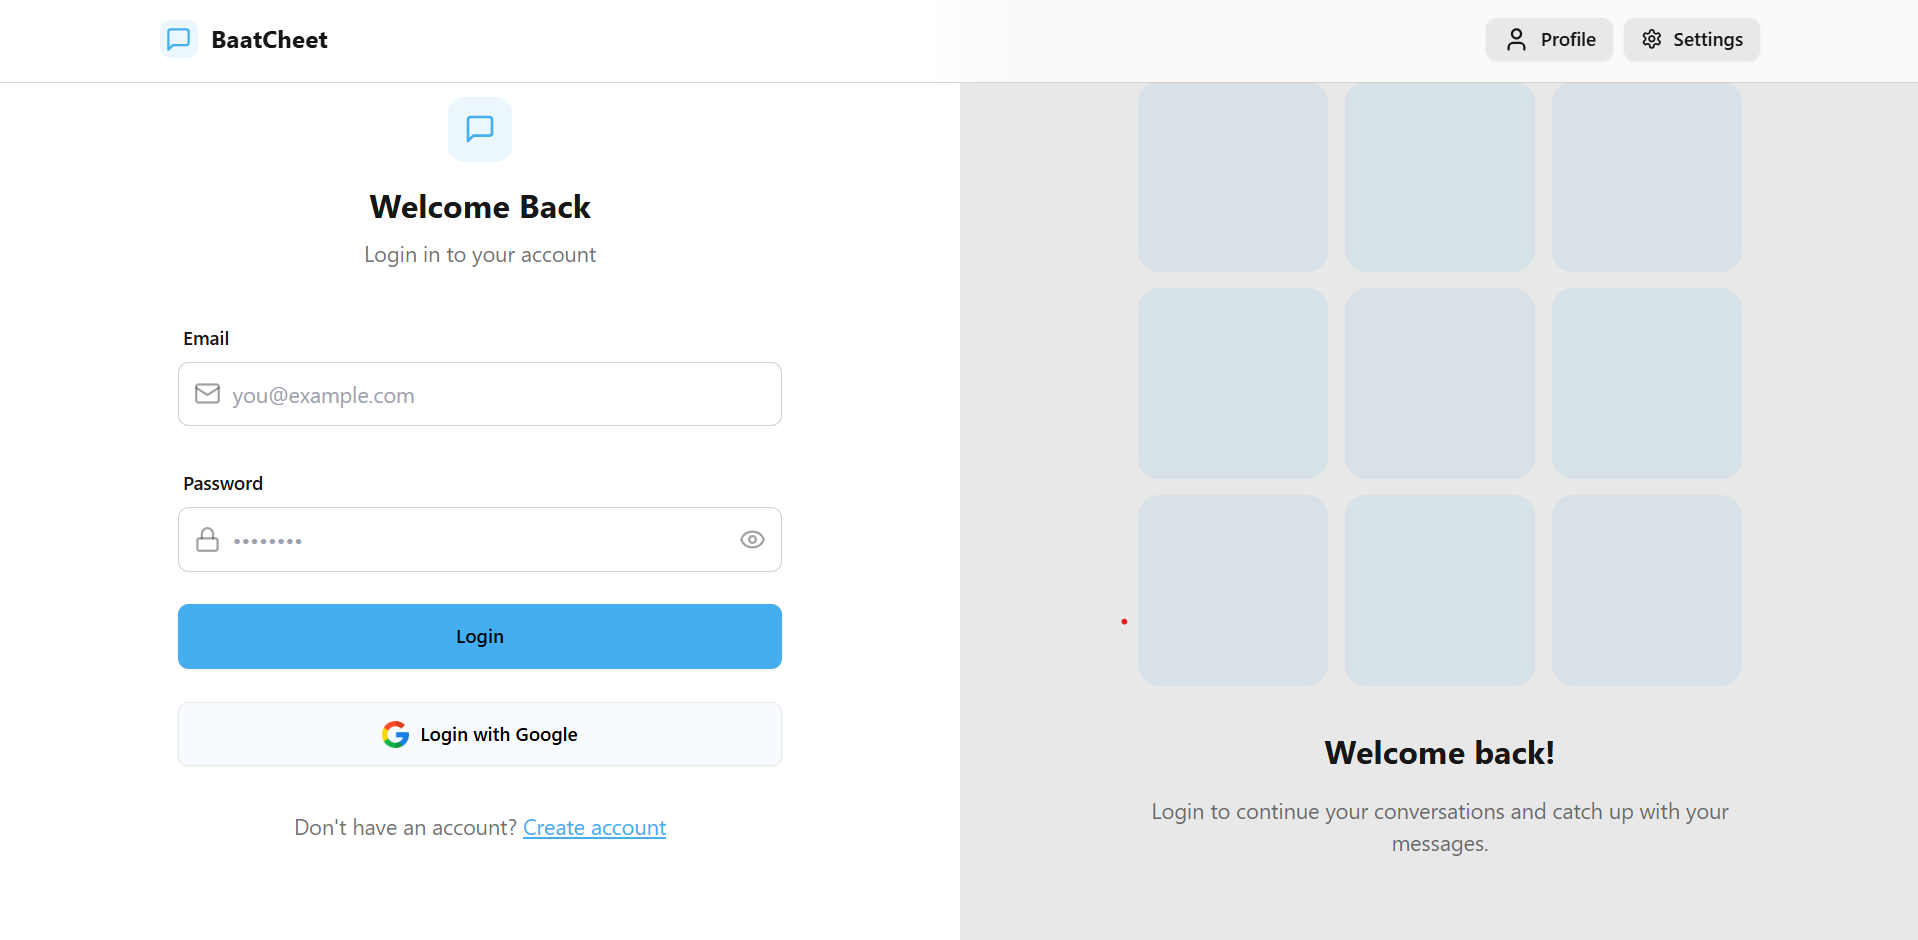 BaatCheet
Profile
Settings
Welcome Back
Login in to your account
Email
you@example.com
Password
••••••••
Login
Login with Google
Don't have an account? Create account
Welcome back!
Login to continue your conversations and catch up with your
messages.